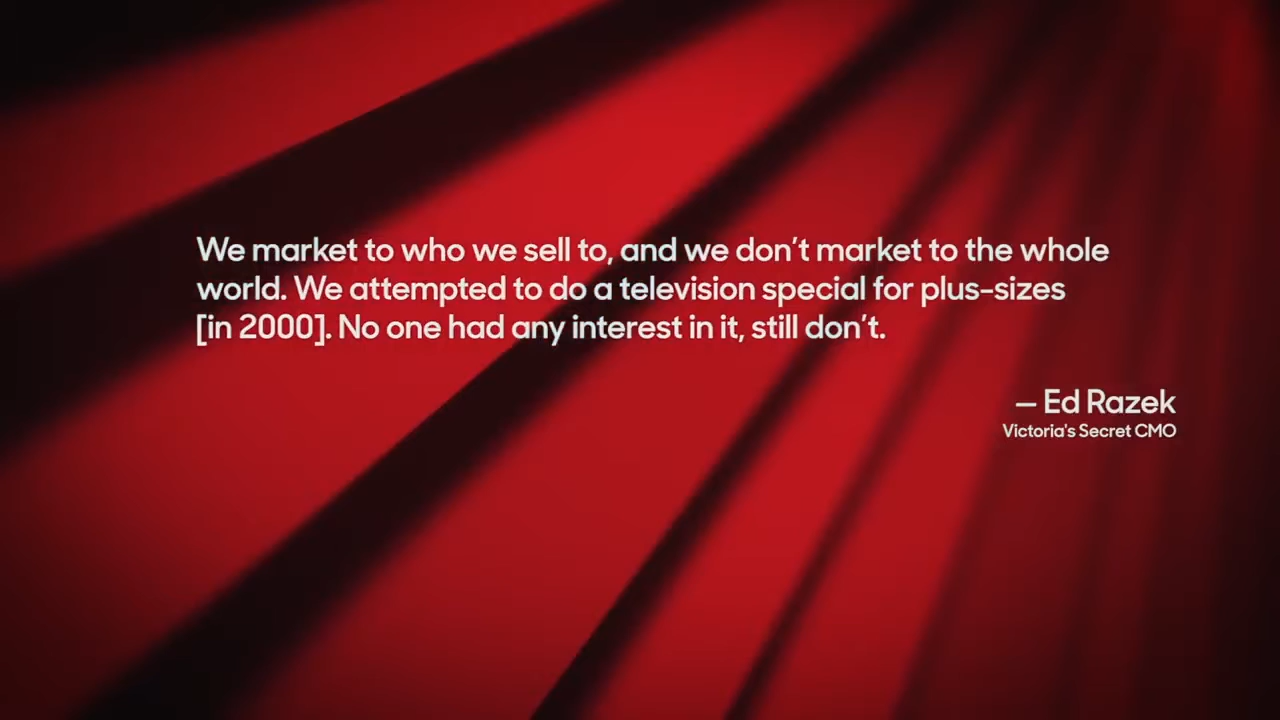 We market to who we sell to, and we don't market to the whole
world. We attempted to do a television special for plus-sizes
[in 2000]. No one had any interest in it, still don't.
— Ed Razek
Victoria's Secret CMO